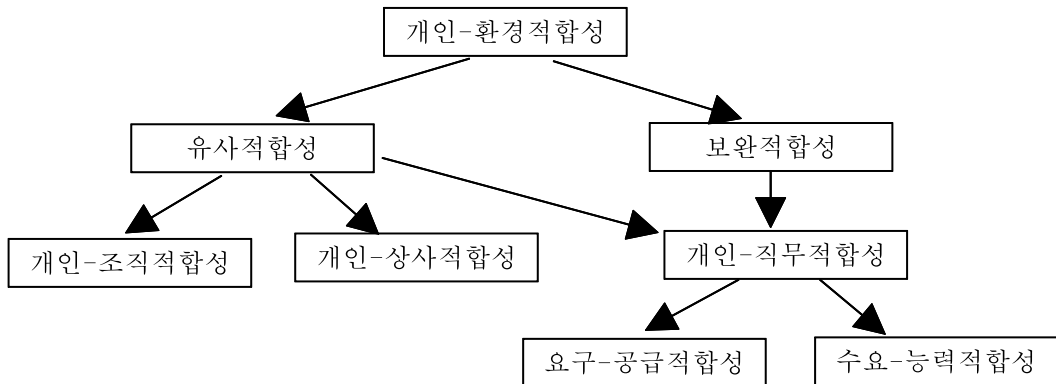 개인-환경적합성
유사적합성
보완적합성
개인-조직적합성
개인-상사적합성
개인-직무적합성
요구-공급적합성
수요-능력적합성